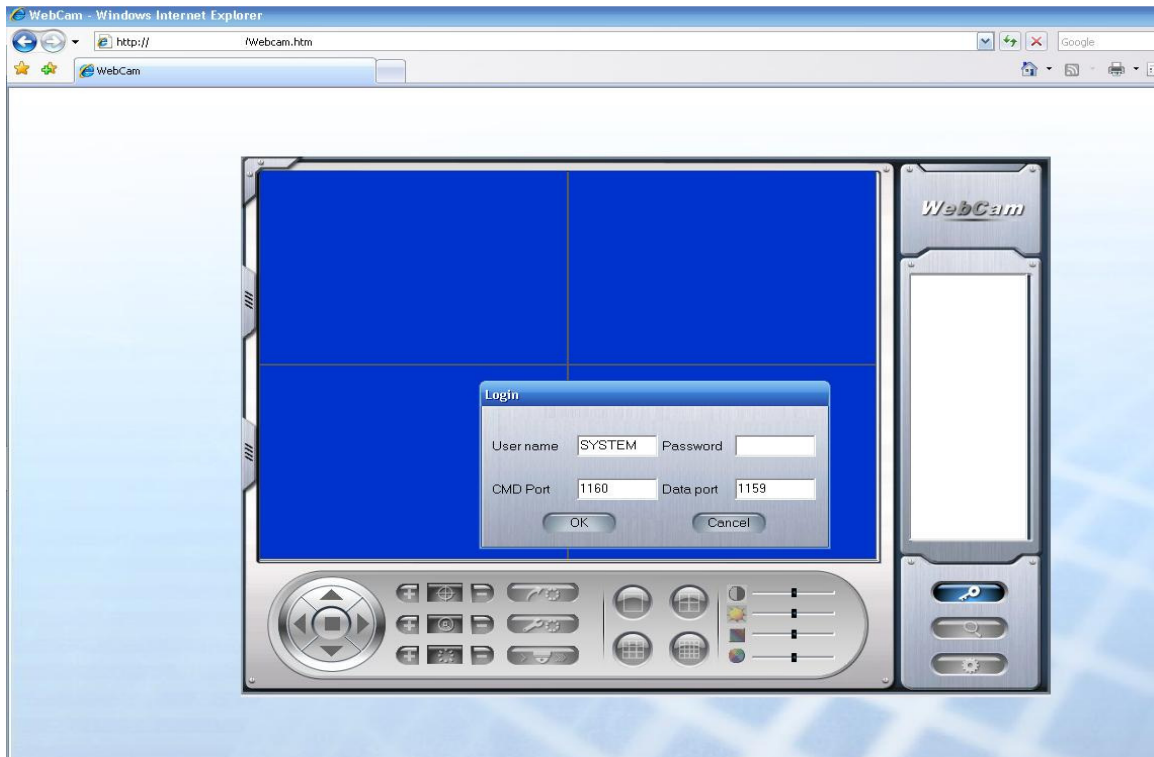 WebCam - Windows Internet Explorer
http:// /Webcam.htm
Google
WebCam
WebCam
Login
User name SYSTEM Password
CMD Port 1160 Data port 1159
OK Cancel